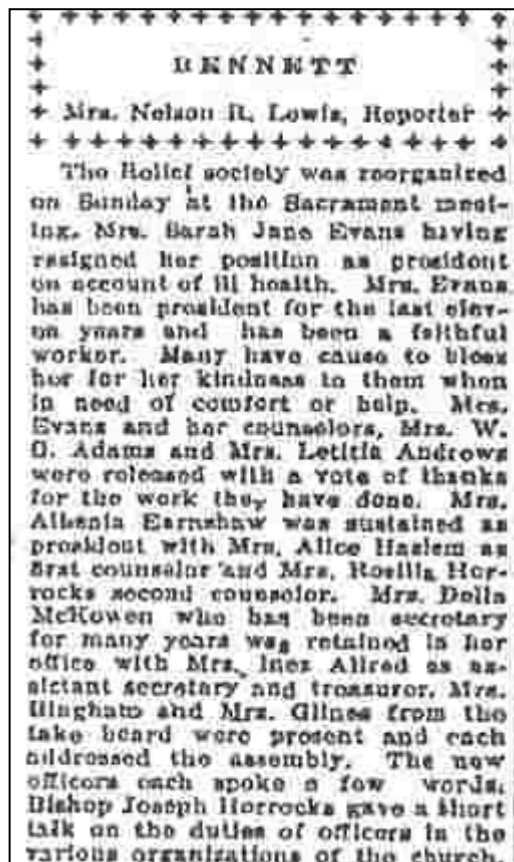 BENNETT
Mrs. Nelson R. Lewis, Reporter
The Relief society was reorganized
on Sunday at the Sacrament meet-
ing. Mrs. Sarah Jane Evans having
resigned her position as president
on account of ill health. Mrs. Evans
has been president for the last elev-
en years and has been a faithful
worker. Many have cause to bless
her for her kindness to them when
in need of comfort or help. Mrs.
Evans and her counselors, Mrs. W.
Adams and Mrs. Letitia Andrews
were released with a vote of thanks
for the work they have done. Mrs.
Albenia Earnshaw was sustained as
president with Mrs. Alice Haslem as
first counselor and Mrs. Hor-
rocks second counselor. Mrs. Della
McKowen who has been secretary
for many years was retained in her
office with Mrs. Inez Allred as as-
sistant secretary and treasurer. Mrs.
Bingham and Mrs. Glines from the
take board were present and each
addressed the assembly. The new
officers each spoke a few words.
Bishop Joseph Horrocks gave a short
talk on the duties of officers in the
various organizations of the church.